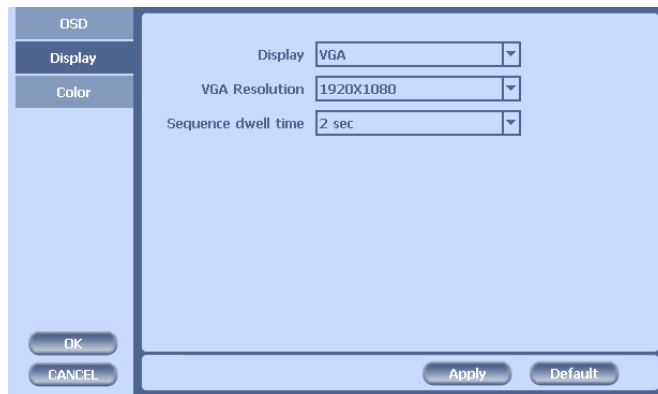 OSD
Display
Color
Display VGA
VGA Resolution 1920X1080
Sequence dwell time 2 sec
OK
CANCEL
Apply Default